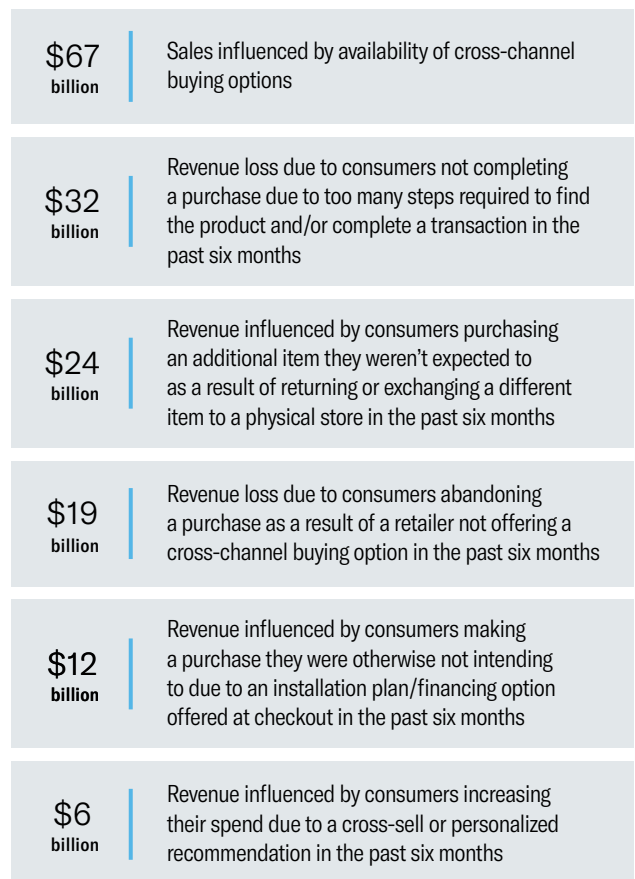 $67
billion
Sales influenced by availability of cross-channel
buying options
$32
billion
Revenue loss due to consumers not completing
a purchase due to too many steps required to find
the product and/or complete a transaction in the
past six months
$24
billion
Revenue influenced by consumers purchasing
an additional item they weren't expected to
as a result of returning or exchanging a different
item to a physical store in the past six months
$19
billion
Revenue loss due to consumers abandoning
a purchase as a result of a retailer not offering a
cross-channel buying option in the past six months
$12
billion
Revenue influenced by consumers making
a purchase they were otherwise not intending
to due to an installation plan/financing option
offered at checkout in the past six months
$6
billion
Revenue influenced by consumers increasing
their spend due to a cross-sell or personalized
recommendation in the past six months